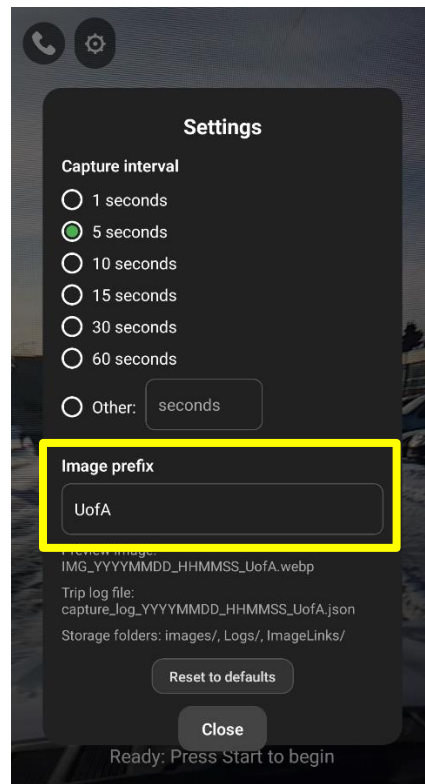 Settings
Capture interval
1 seconds
5 seconds
10 seconds
15 seconds
30 seconds
60 seconds
Other: seconds
Image prefix
UofA
Preview image:
IMG_YYYYMMDD_HHMMSS_UofA.webp
Trip log file:
capture_log_YYYYMMDD_HHMMSS_UofA.json
Storage folders: images/, Logs/, ImageLinks/
Reset to defaults
Close
Ready: Press Start to begin